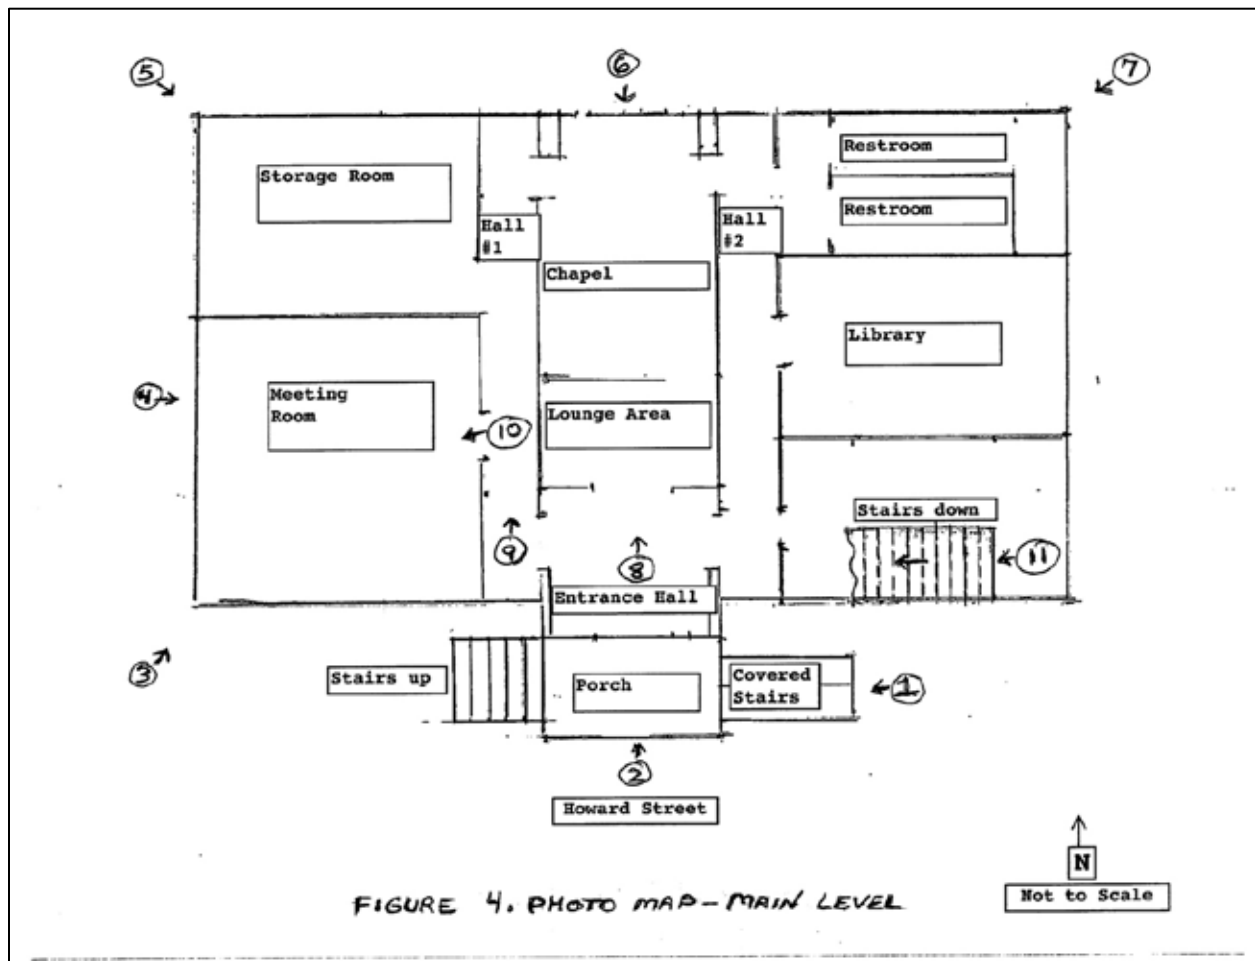 5
6
7
Restroom
Storage Room
Restroom
Hall
#1
Hall
#2
Chapel
Library
4
Meeting
Room
Lounge Area
10
Stairs down
9
8
11
Entrance Hall
3
Stairs up
Porch
Covered
Stairs
1
2
Howard Street
N
Not to Scale
FIGURE 4. PHOTO MAP - MAIN LEVEL